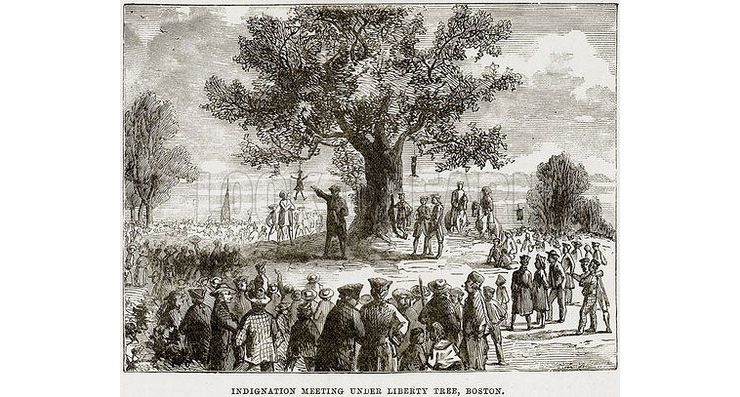 INDIGNATION MEETING UNDER LIBERTY TREE, BOSTON.